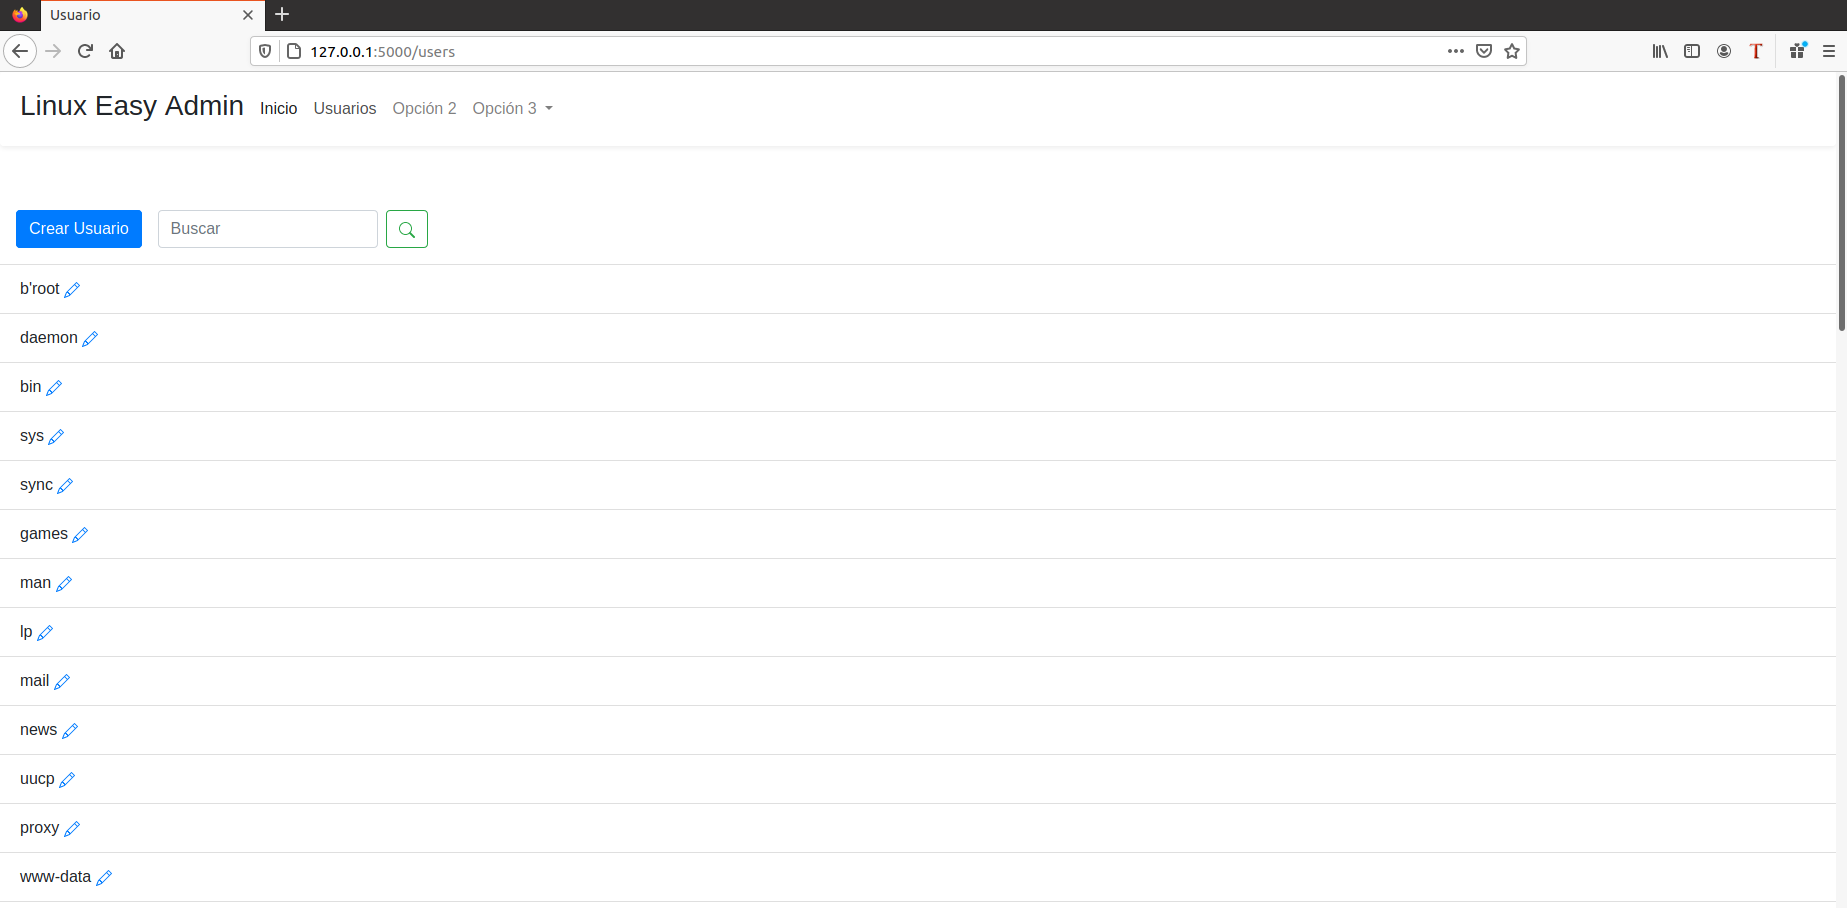 Usuario
127.0.0.1:5000/users
Linux Easy Admin Inicio Usuarios Opción 2 Opción 3
Crear Usuario Buscar
b'root
daemon
bin
sys
sync
games
man
lp
mail
news
uucp
proxy
www-data